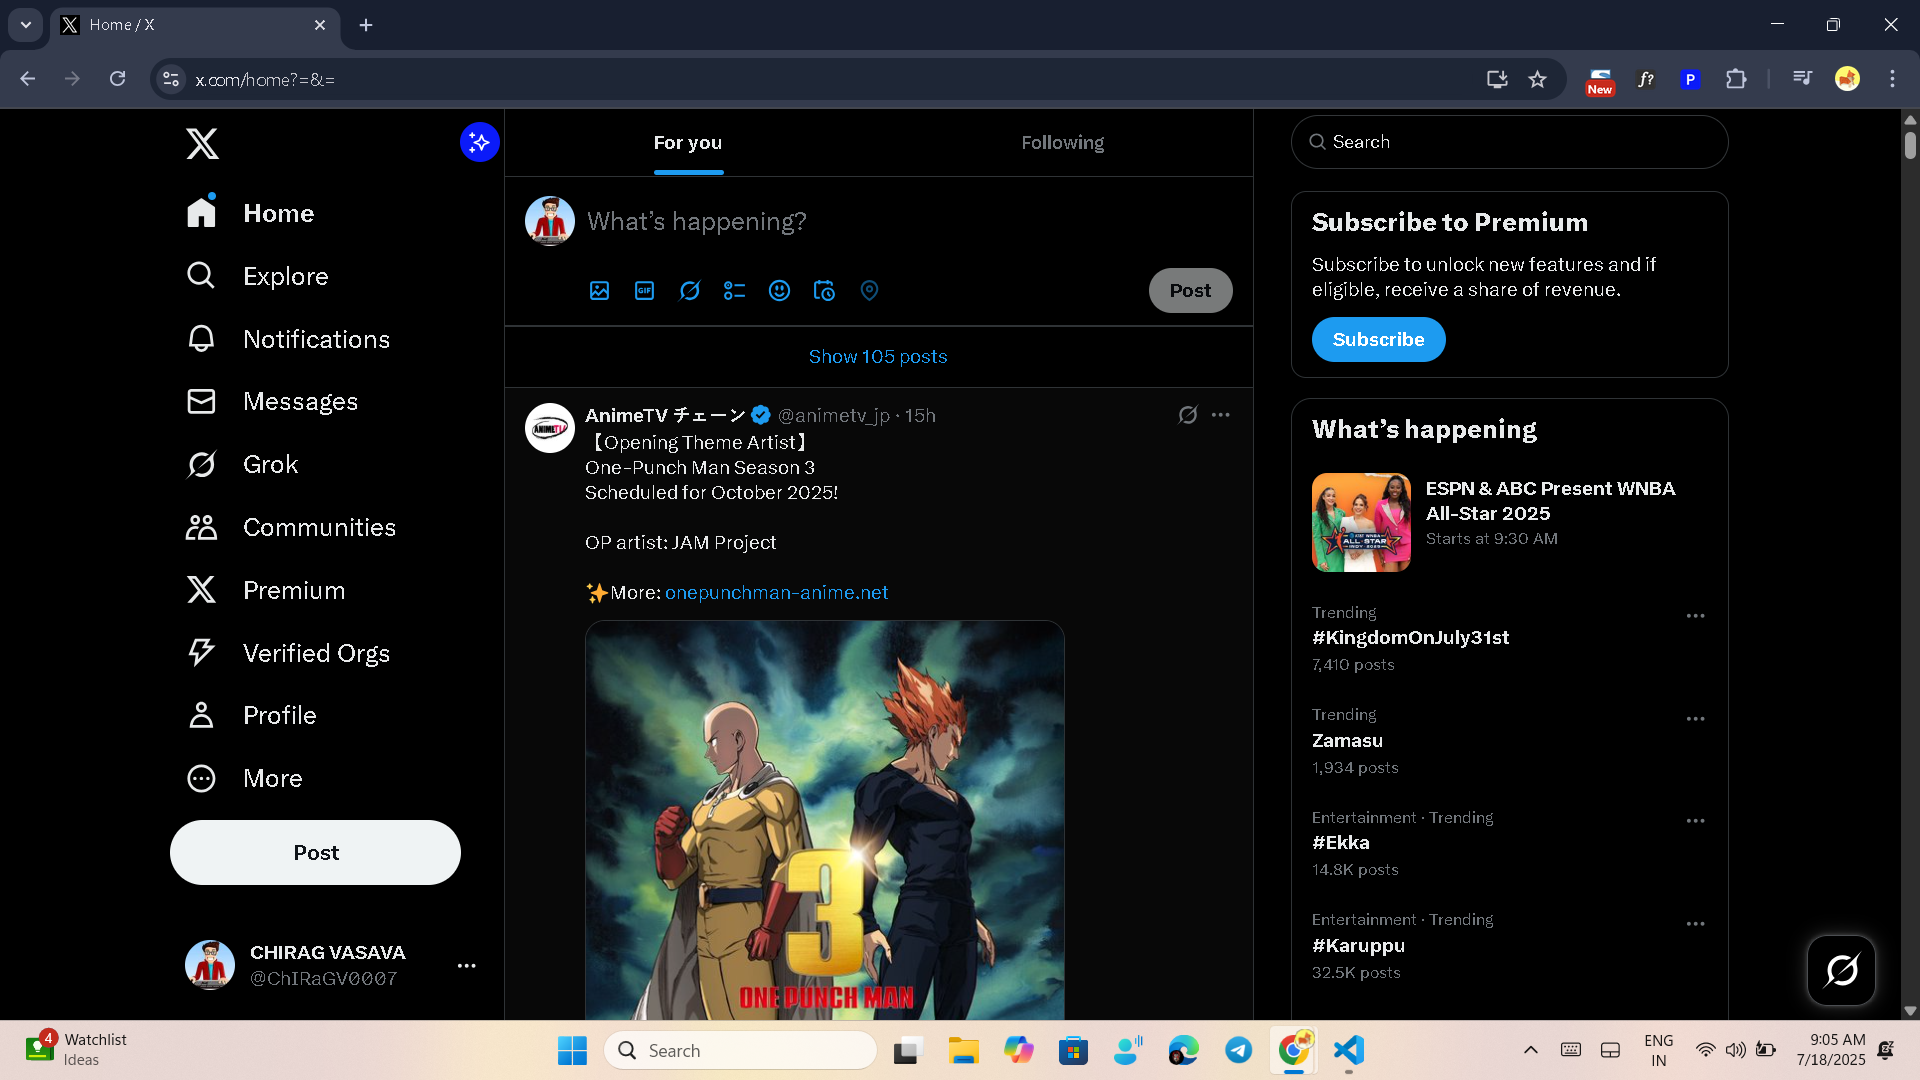 Home / X
x.com/home?=&=
New
f?
P
Home
Explore
Notifications
Messages
Grok
Communities
Premium
Verified Orgs
Profile
More
Post
CHIRAG VASAVA
@ChIRaGV0007
For you
Following
What's happening?
GIF
Post
Show 105 posts
AnimeTV チェーン @animetv_jp · 15h
【Opening Theme Artist】
One-Punch Man Season 3
Scheduled for October 2025!
OP artist: JAM Project
✨More: onepunchman-anime.net
ANIMETV
3
ONE PUNCH MAN
Search
Subscribe to Premium
Subscribe to unlock new features and if
eligible, receive a share of revenue.
Subscribe
What's happening
ESPN & ABC Present WNBA
All-Star 2025
Starts at 9:30 AM
ALL-STAR
Trending
#KingdomOnJuly31st
7,410 posts
Trending
Zamasu
1,934 posts
Entertainment · Trending
#Ekka
14.8K posts
Entertainment · Trending
#Karuppu
32.5K posts
4
Watchlist
Ideas
Search
ENG
IN
9:05 AM
7/18/2025